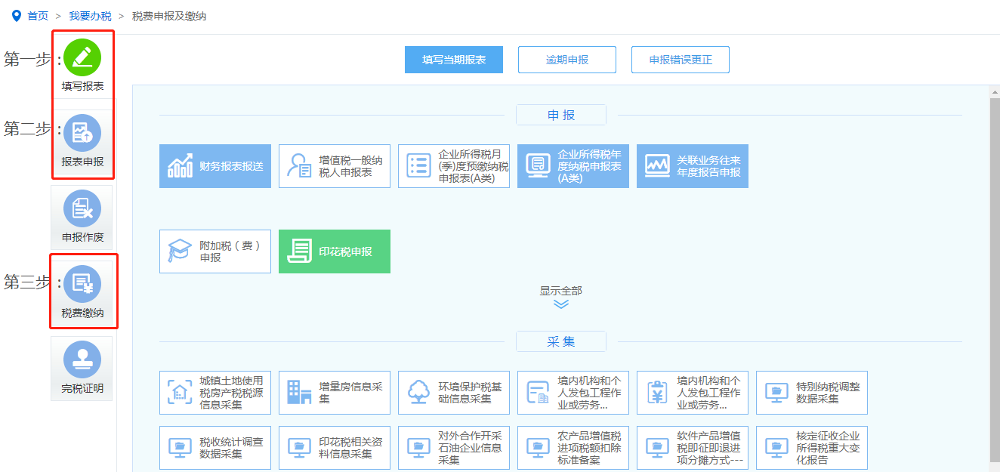 首页 > 我要办税 > 税费申报及缴纳
第一步：
填写报表
第二步：
报表申报
申报作废
第三步：
税费缴纳
完税证明
填写当期报表
逾期申报
申报错误更正
申报
财务报表报送
增值税一般纳
税人申报表
企业所得税月
(季)度预缴纳税
申报表(A类)
企业所得税年
度纳税申报表
(A类)
关联业务往来
年度报告申报
附加税（费）
申报
印花税申报
显示全部
采集
城镇土地使用
税房产税税源
信息采集
增量房信息采
集
环境保护税基
础信息采集
境内机构和个
人发包工程作
业或劳务...
境内机构和个
人发包工程作
业或劳务...
特别纳税调整
数据采集
税收统计调查
数据采集
印花税相关资
料信息采集
对外合作开采
石油企业信息
采集
农产品增值税
进项税额扣除
标准备案
软件产品增值
税即征即退进
项分摊方式---
核定征收企业
所得税重大变
化报告